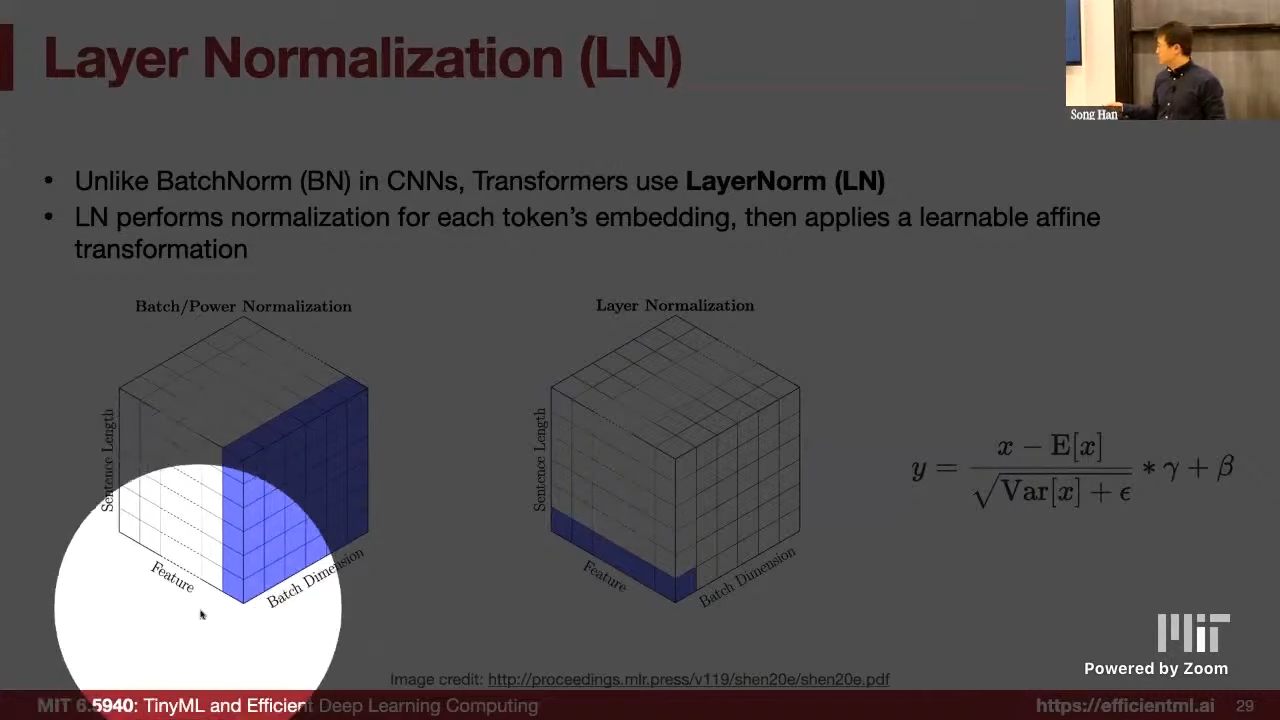 Layer Normalization (LN)
Song Han
• Unlike BatchNorm (BN) in CNNs, Transformers use LayerNorm (LN)
• LN performs normalization for each token’s embedding, then applies a learnable affine
transformation
Batch/Power Normalization
Sentence Length
Feature
Batch Dimension
Layer Normalization
Sentence Length
Feature
Batch Dimension
y = \frac{x - E[x]}{\sqrt{Var[x] + ϵ}} * γ + β
MIT
Powered by Zoom
Image credit: http://proceedings.mlr.press/v119/shen20e/shen20e.pdf
MIT 6.5940: TinyML and Efficient Deep Learning Computing
https://efficientml.ai
29